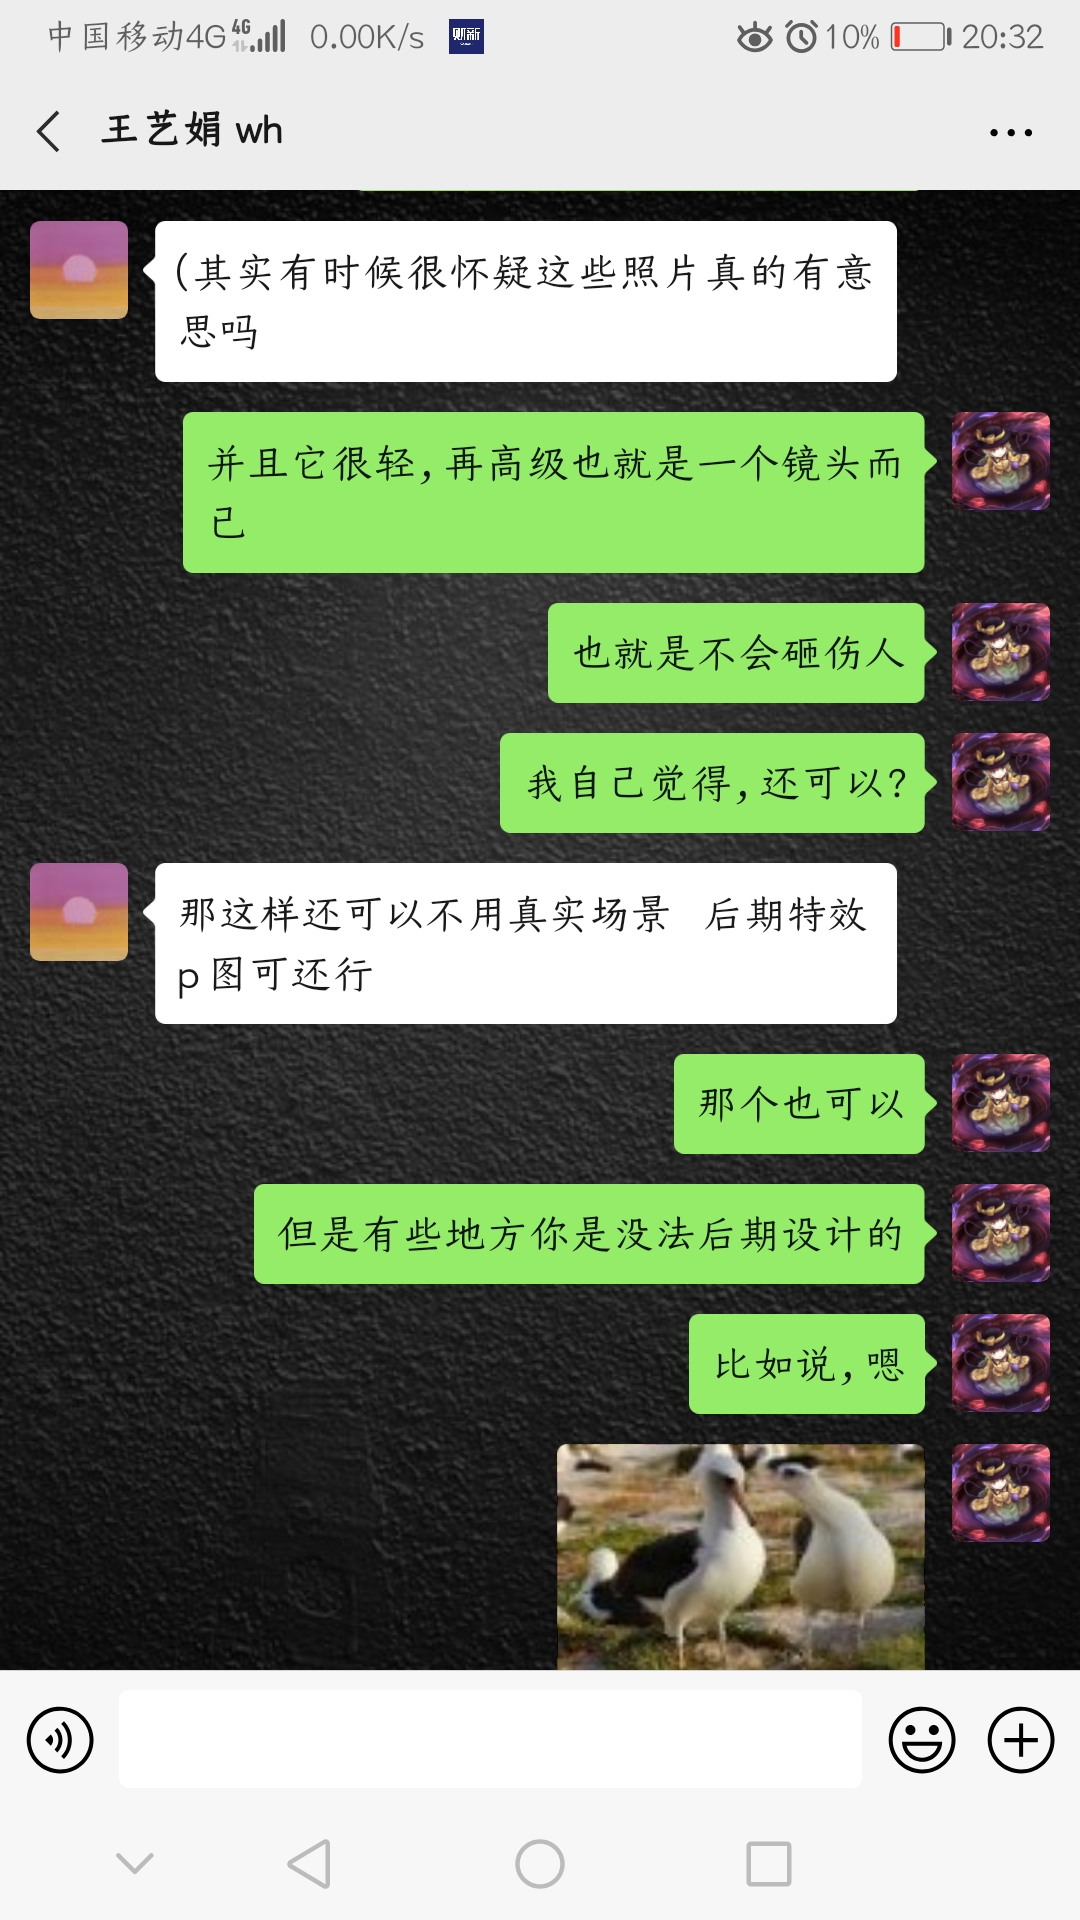 中国移动4G 4G 0.00K/s 财新 10% 20:32
王艺娟 wh
(其实有时候很怀疑这些照片真的有意
思吗
并且它很轻,再高级也就是一个镜头而
已
也就是不会砸伤人
我自己觉得,还可以?
那这样还可以不用真实场景 后期特效
p图可还行
那个也可以
但是有些地方你是没法后期设计的
比如说,嗯